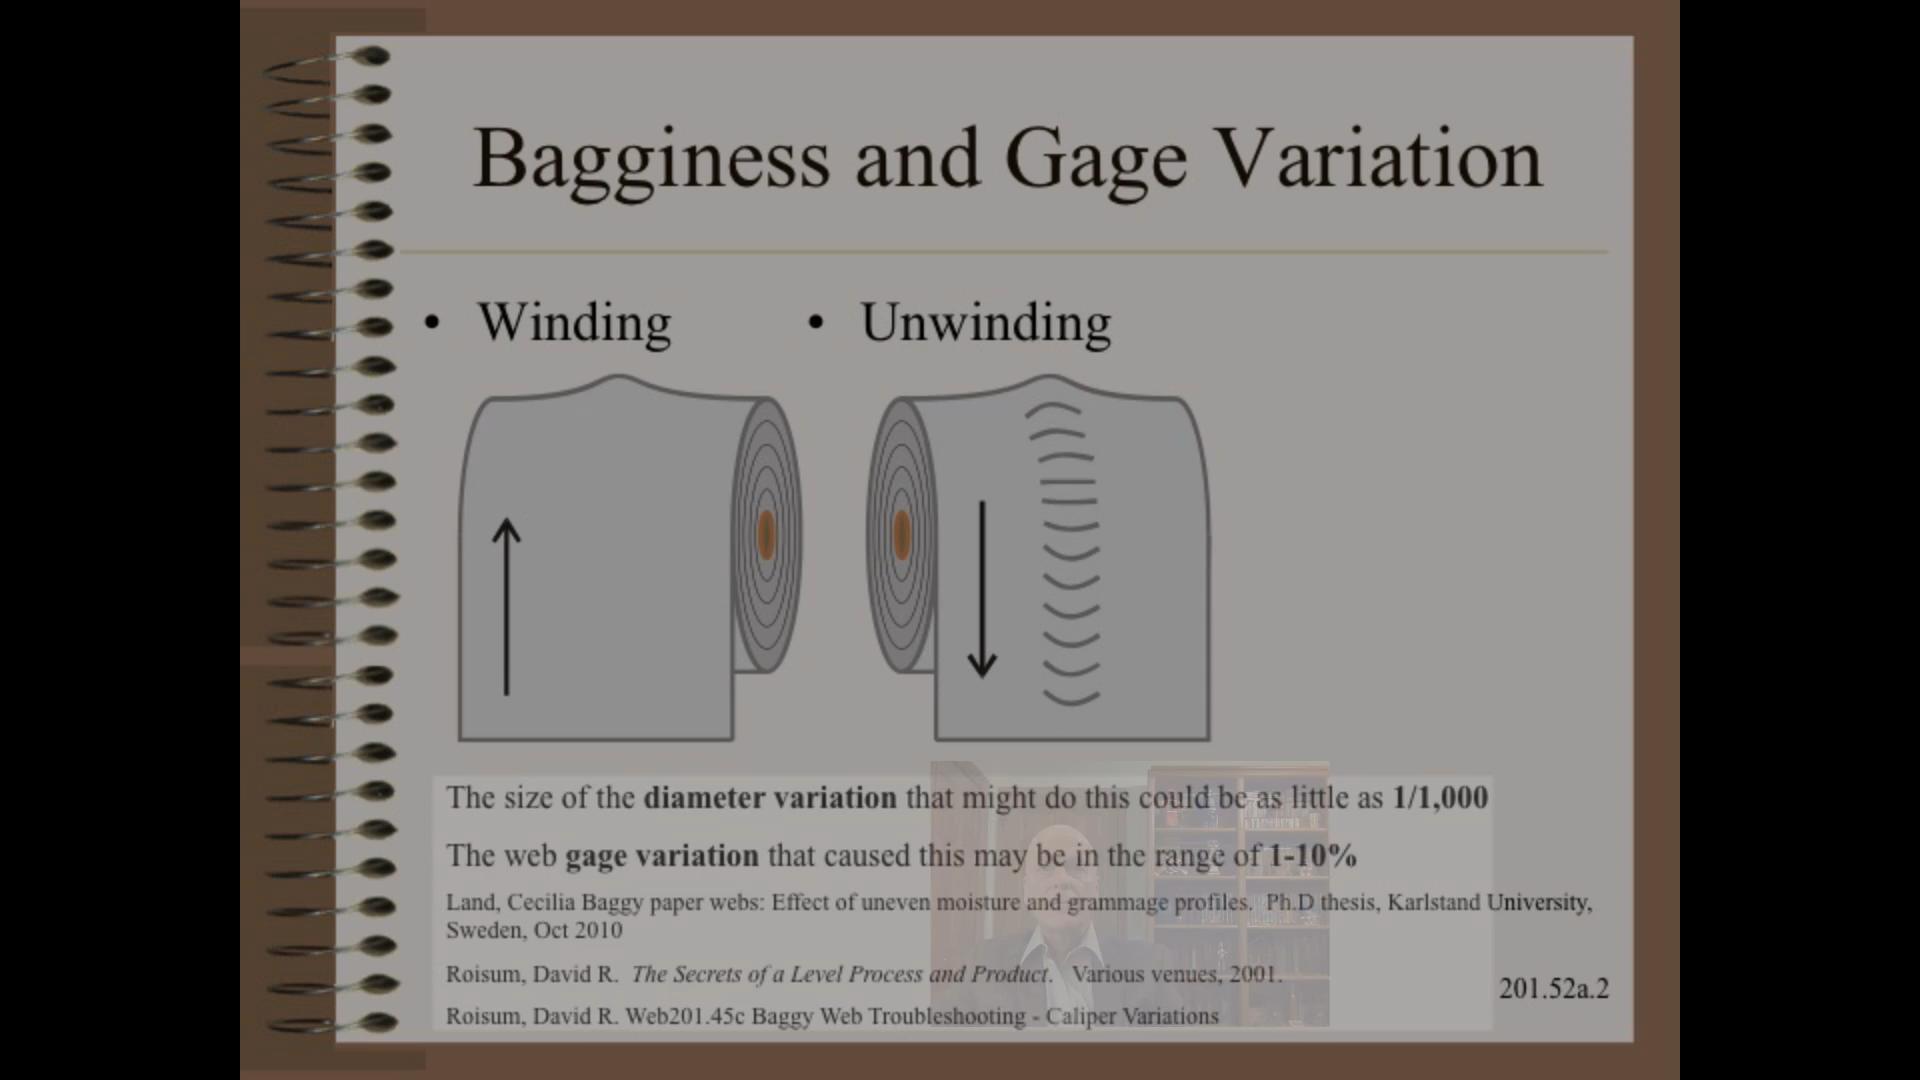 Bagginess and Gage Variation
• Winding
• Unwinding
The size of the diameter variation that might do this could be as little as 1/1,000
The web gage variation that caused this may be in the range of 1-10%
Land, Cecilia Baggy paper webs: Effect of uneven moisture and grammage profiles. Ph.D thesis, Karlstand University,
Sweden, Oct 2010
Roisum, David R. The Secrets of a Level Process and Product. Various venues, 2001.
Roisum, David R. Web201.45c Baggy Web Troubleshooting - Caliper Variations
201.52a.2